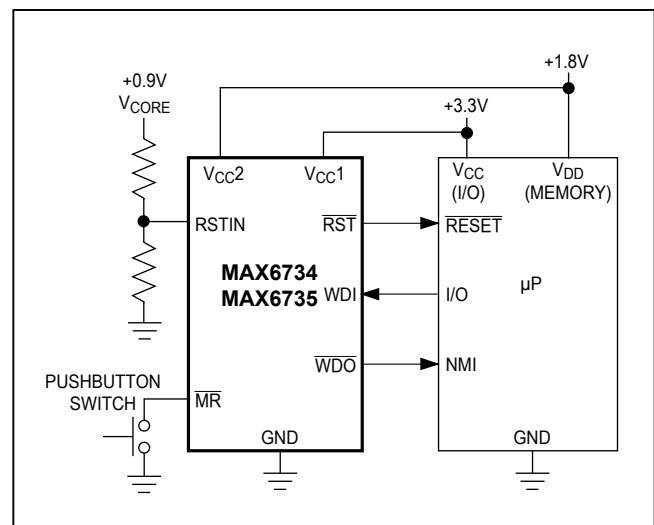 +0.9V
VCORE
+1.8V
+3.3V
VCC2
VCC1
VCC
(I/O)
VDD
(MEMORY)
RSTIN
RST
RESET
MAX6734
MAX6735
WDI
I/O
µP
WDO
NMI
PUSHBUTTON
SWITCH
MR
GND
GND